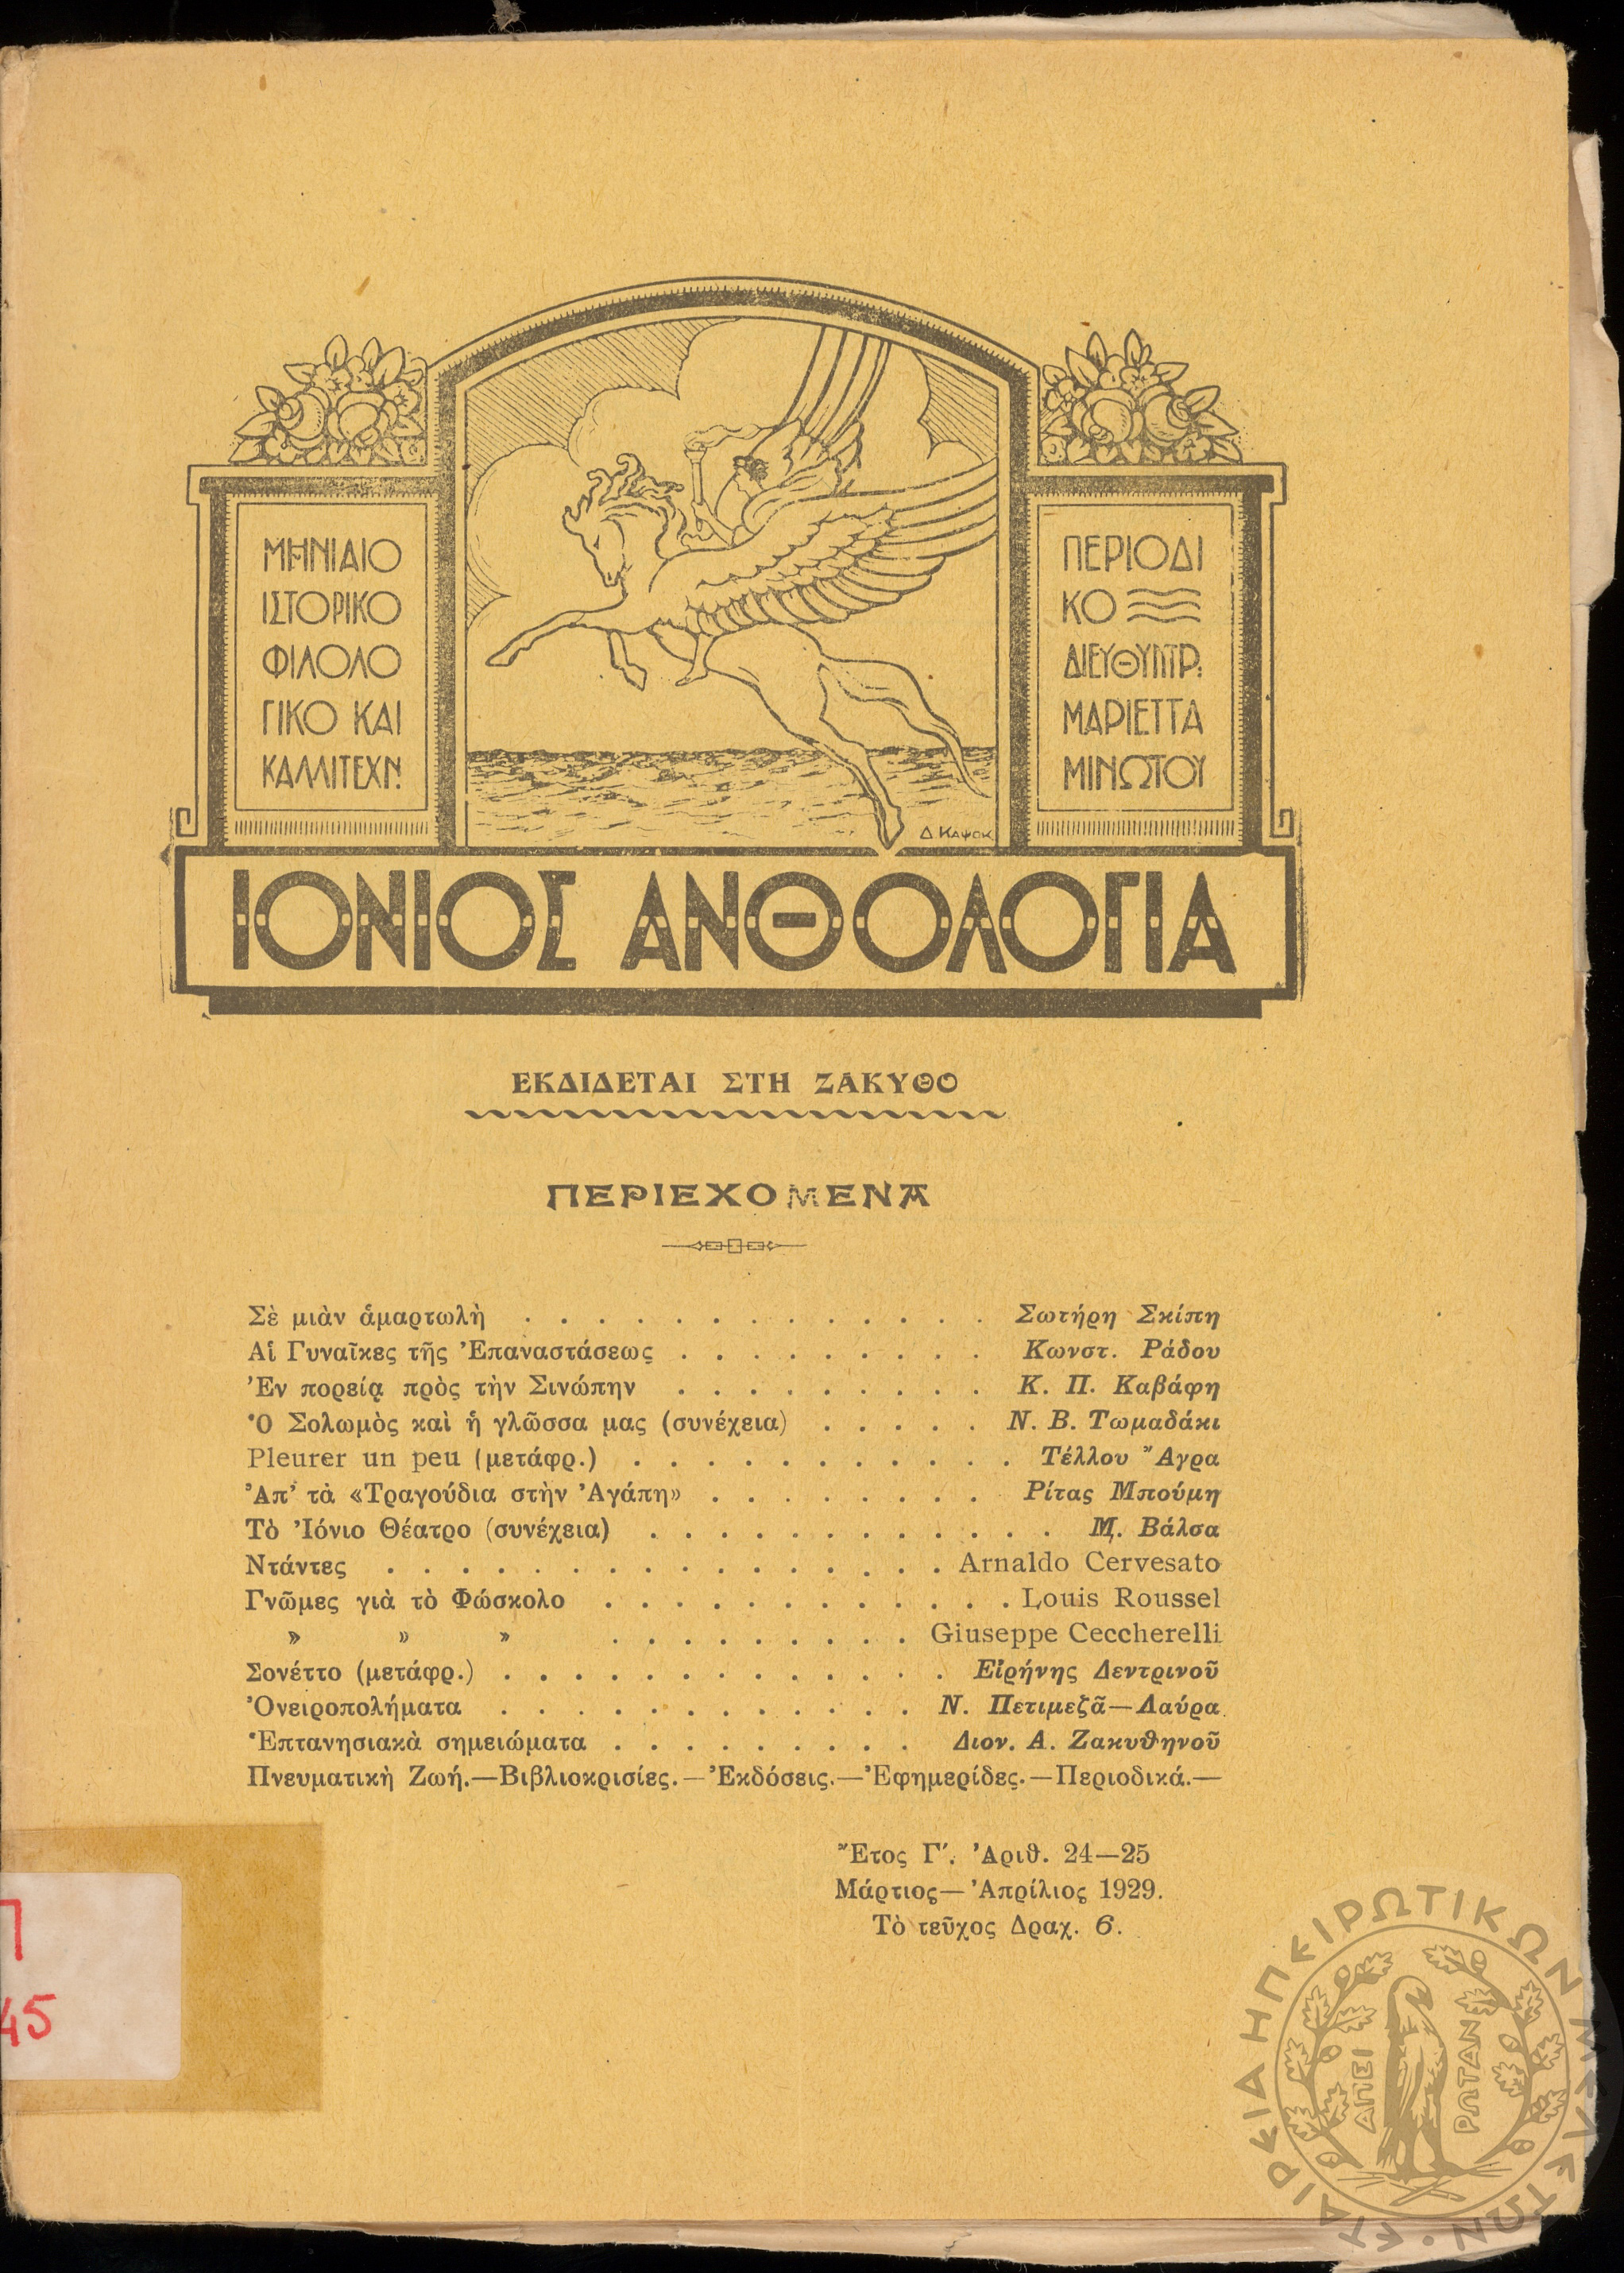 ΜΗΝΙΑΙΟ
ΙΣΤΟΡΙΚΟ
ΦΙΛΟΛΟ
ΓΙΚΟ ΚΑΙ
ΚΑΛΛΙΤΕΧΝ.
ΠΕΡΙΟΔΙ
ΚΟ
ΔΙΕΥΘΥΝΤΡ:
ΜΑΡΙΕΤΤΑ
ΜΙΝΩΤΟΥ
Δ ΚΑΨΟΚ
ΙΟΝΙΟΣ ΑΝΘΟΛΟΓΙΑ
ΕΚΔΙΔΕΤΑΙ ΣΤΗ ΖΑΚΥΘΟ
ΠΕΡΙΕΧΟΜΕΝΑ
Σὲ μιὰν ἁμαρτωλὴ . . . . . . . . . . . . . Σωτήρη Σκίπη
Αἱ Γυναῖκες τῆς Ἐπαναστάσεως . . . . . . . . . Κωνστ. Ράδου
Ἐν πορείᾳ πρὸς τὴν Σινώπην . . . . . . . . . Κ. Π. Καβάφη
Ὁ Σολωμὸς καὶ ἡ γλῶσσα μας (συνέχεια) . . . . . Ν. Β. Τωμαδάκι
Pleurer un peu (μετάφρ.) . . . . . . . . . . . Τέλλου Ἄγρα
Ἀπ' τὰ «Τραγούδια στὴν Ἀγάπη» . . . . . . . . Ρίτας Μπούμη
Τὸ Ἰόνιο Θέατρο (συνέχεια) . . . . . . . . . . . . Μ. Βάλσα
Ντάντες . . . . . . . . . . . . . . . . Arnaldo Cervesato
Γνῶμες γιὰ τὸ Φώσκολο . . . . . . . . . . . . Louis Roussel
» » » . . . . . . . . . Giuseppe Ceccherelli
Σονέττο (μετάφρ.) . . . . . . . . . . . . . Εἰρήνης Δεντρινοῦ
Ὀνειροπολήματα . . . . . . . . . . . . Ν. Πετιμεζᾶ—Λαύρα
Ἑπτανησιακὰ σημειώματα . . . . . . . . . Διον. Α. Ζακυθηνοῦ
Πνευματικὴ Ζωή.—Βιβλιοκρισίες.—Ἐκδόσεις.—Ἐφημερίδες.—Περιοδικά.—
Ἔτος Γ΄. Ἀριθ. 24—25
Μάρτιος—Ἀπρίλιος 1929.
Τὸ τεῦχος Δραχ. 6.
Π
45
ΕΤΑΙΡΕΙΑ ΗΠΕΙΡΩΤΙΚΩΝ ΜΕΛΕΤΩΝ
ΑΠΕΙ
ΡΩΤΑΝ